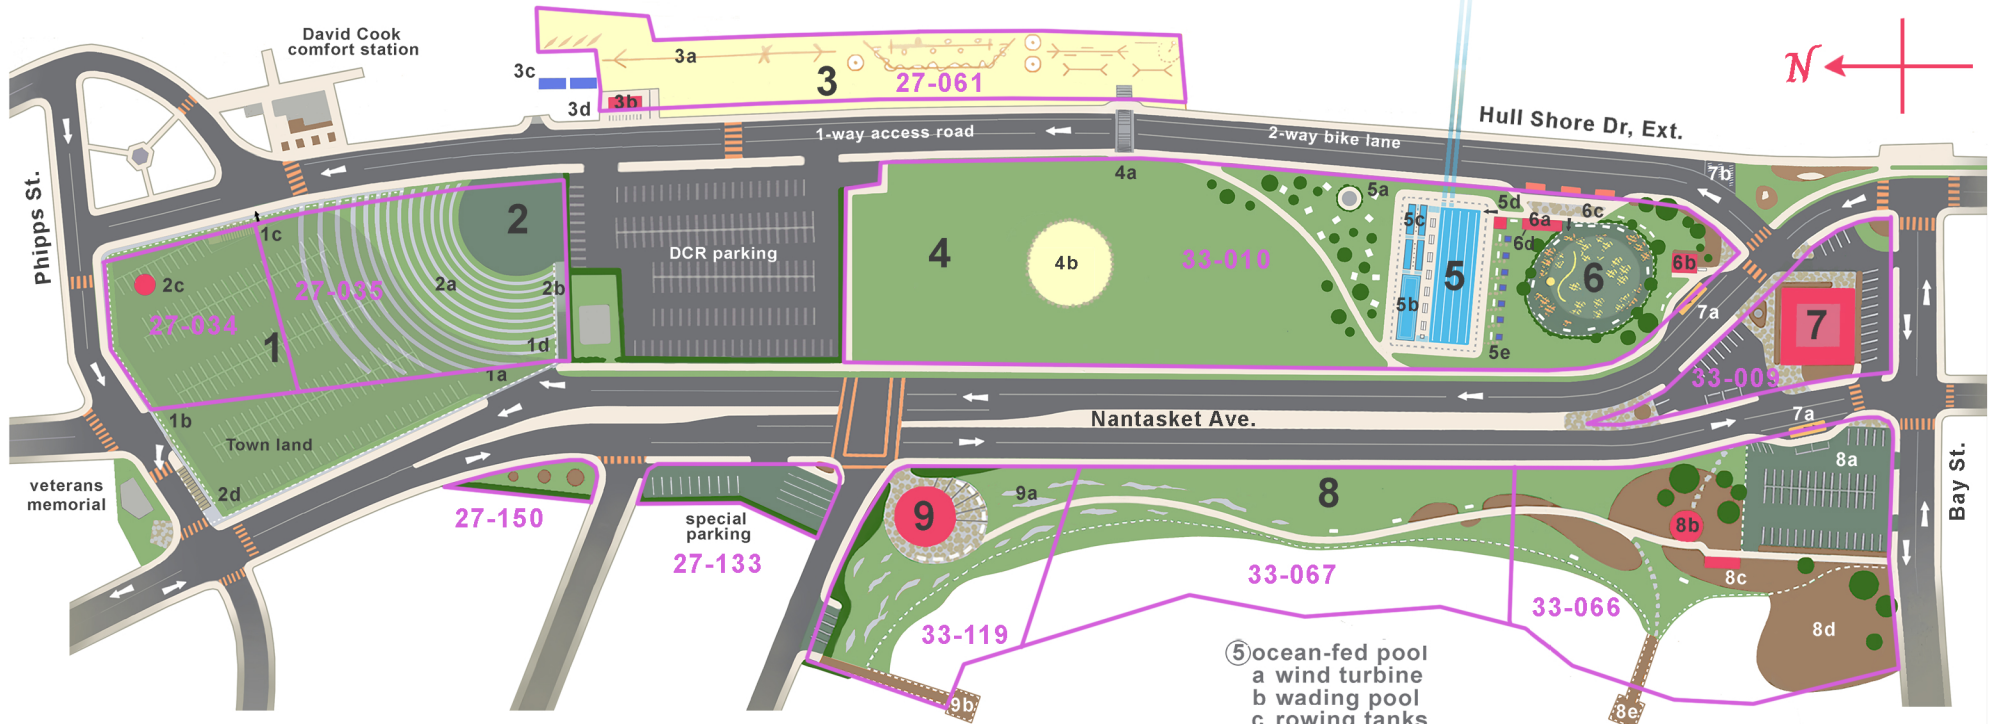 David Cook
comfort station
3c
3a
3
27-061
3b
3d
N
Hull Shore Dr, Ext.
1-way access road
2-way bike lane
Phipps St.
7b
4a
5a
5d
6c
5c
6a
6d
1c
2
2c
27-035
2a
2b
DCR parking
4
4b
33-010
5
6
6b
27-034
5b
7a
7
1
1d
5e
1a
33-009
1b
Nantasket Ave.
7a
Town land
8a
veterans
memorial
2d
9a
8
Bay St.
27-150
special
parking
27-133
9
8b
33-067
8c
33-066
33-119
8d
5 ocean-fed pool
a wind turbine
b wading pool
c rowing tanks
9b
8e